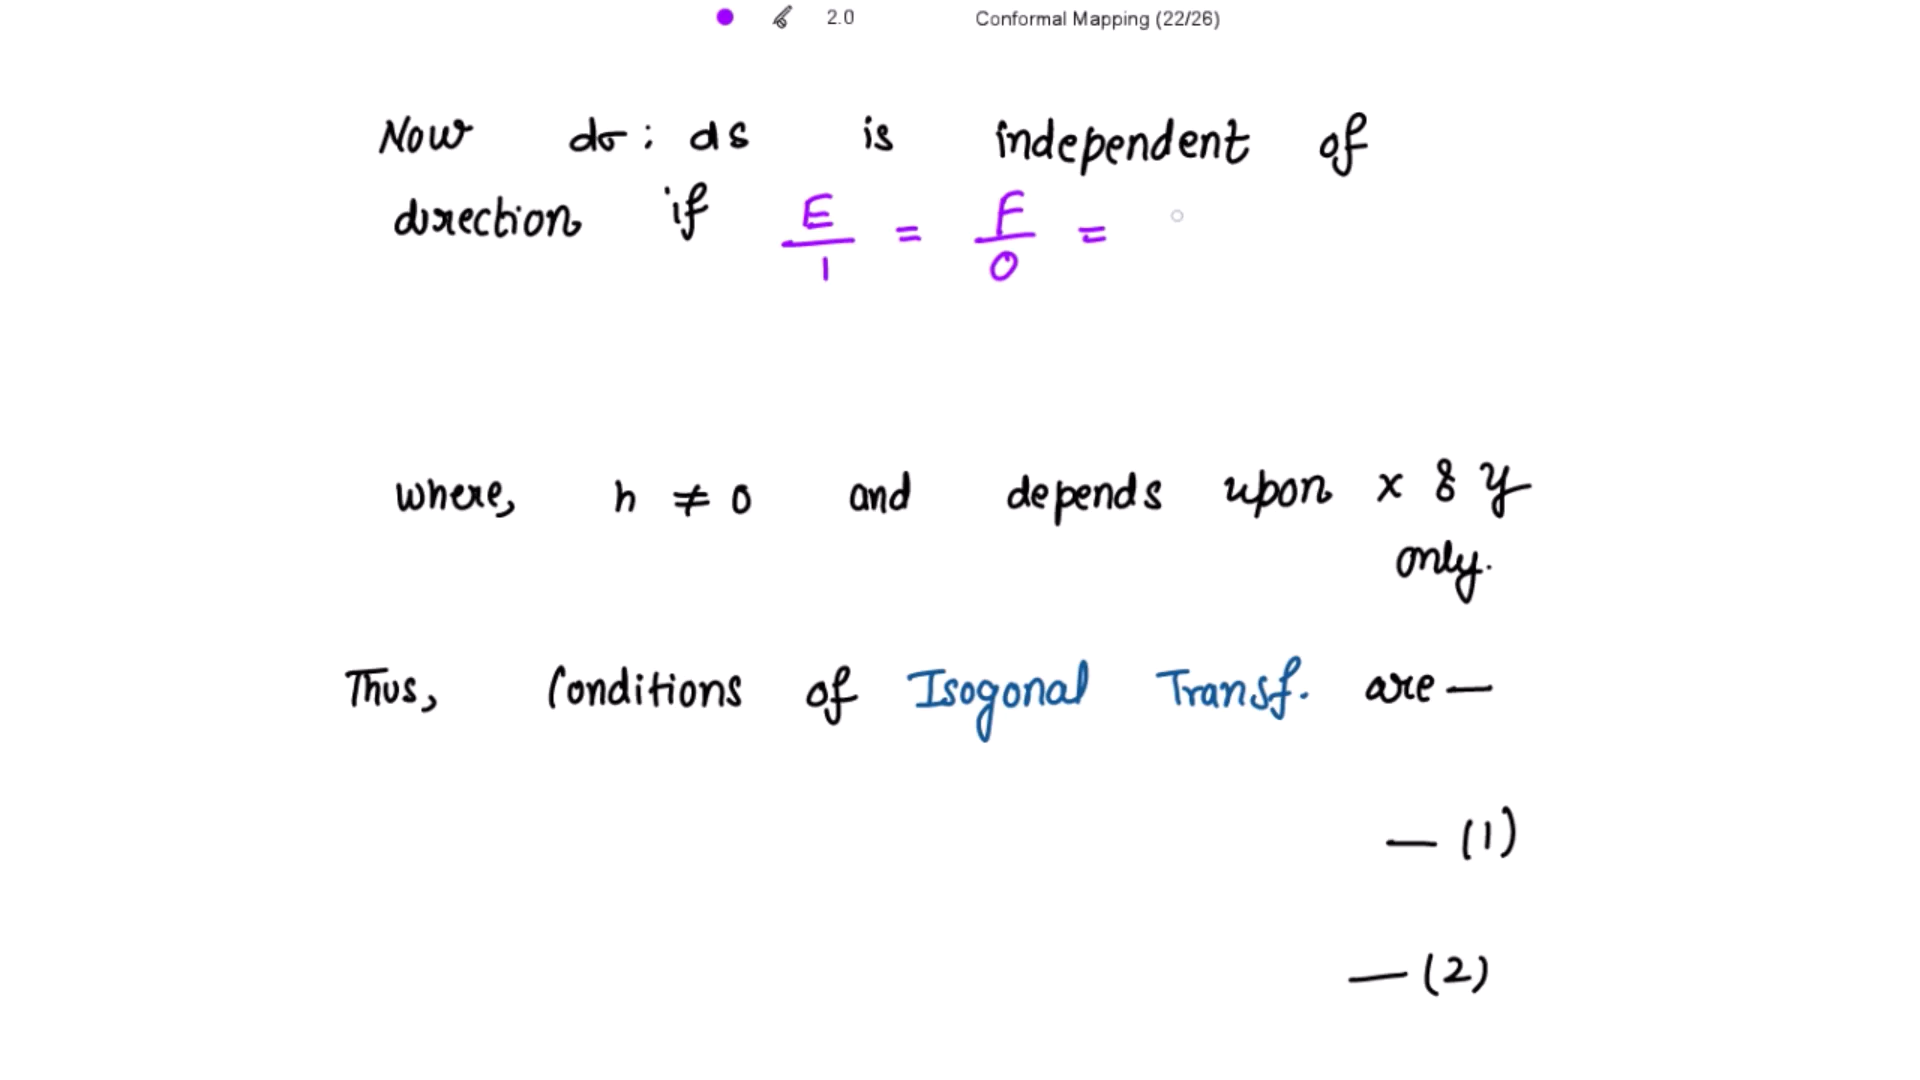 2.0 Conformal Mapping (22/26)
Now dσ : ds is independent of
direction if E/1 = F/0 =
where, h ≠ 0 and depends upon x & y
only.
Thus, Conditions of Isogonal Transf. are —
— (1)
— (2)